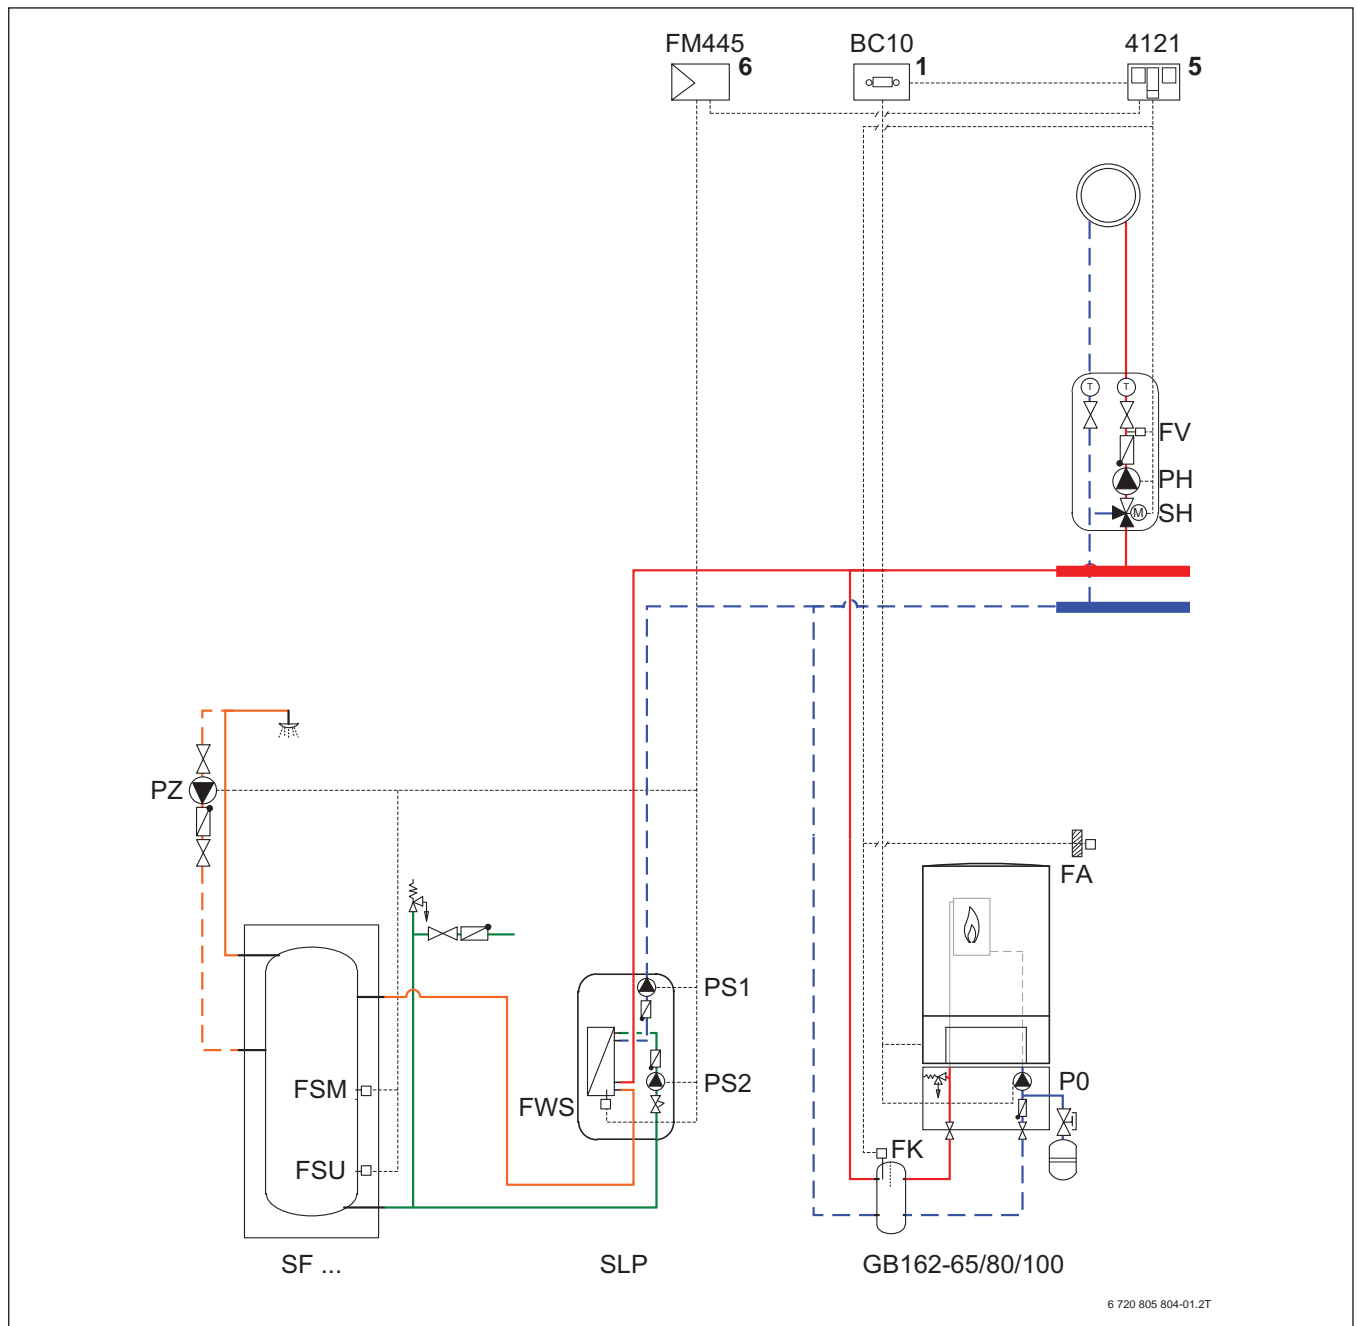 FM445 BC10 4121
6 1 5
T T
FV
PH
M SH
PZ
FA
PS1
FSM FWS PS2 P0
FSU FK
SF ... SLP GB162-65/80/100
6 720 805 804-01.2T